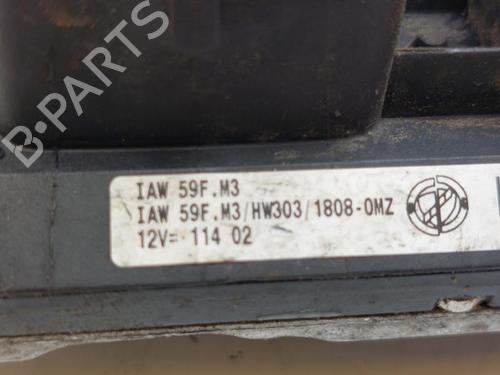 B-PARTS
IAW 59F.M3
IAW 59F.M3/HW303/1808-0MZ
12V= 114 02